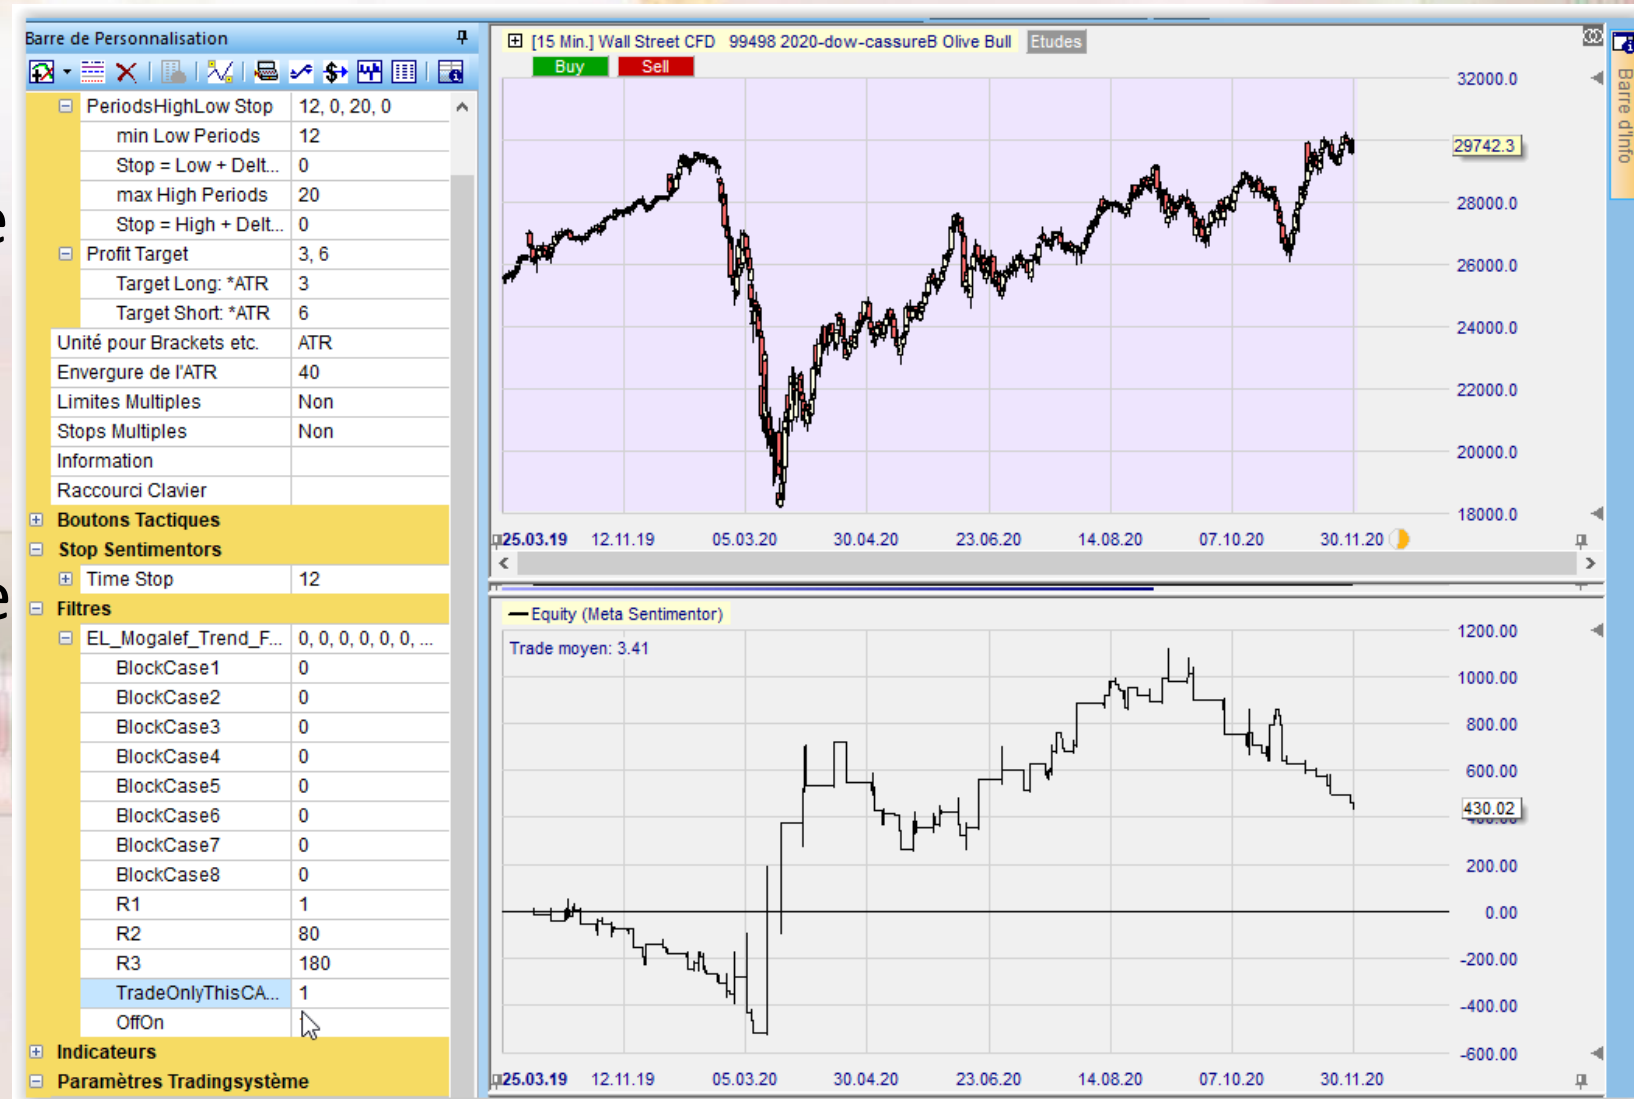 Barre de Personnalisation
PeriodsHighLow Stop 12, 0, 20, 0
min Low Periods 12
Stop = Low + Delt... 0
max High Periods 20
Stop = High + Delt... 0
Profit Target 3, 6
Target Long: *ATR 3
Target Short: *ATR 6
Unité pour Brackets etc. ATR
Envergure de l'ATR 40
Limites Multiples Non
Stops Multiples Non
Information
Raccourci Clavier
Boutons Tactiques
Stop Sentimentors
Time Stop 12
Filtres
EL_Mogalef_Trend_F... 0, 0, 0, 0, 0, 0, ...
BlockCase1 0
BlockCase2 0
BlockCase3 0
BlockCase4 0
BlockCase5 0
BlockCase6 0
BlockCase7 0
BlockCase8 0
R1 1
R2 80
R3 180
TradeOnlyThisCA... 1
OffOn
Indicateurs
Paramètres Tradingsystème
e
e
[15 Min.] Wall Street CFD 99498 2020-dow-cassureB Olive Bull Etudes
Buy Sell
32000.0
29742.3
28000.0
26000.0
24000.0
22000.0
20000.0
18000.0
25.03.19 12.11.19 05.03.20 30.04.20 23.06.20 14.08.20 07.10.20 30.11.20
Equity (Meta Sentimentor)
Trade moyen: 3.41
1200.00
1000.00
800.00
600.00
430.02
200.00
0.00
-200.00
-400.00
-600.00
25.03.19 12.11.19 05.03.20 30.04.20 23.06.20 14.08.20 07.10.20 30.11.20
Barre d'Info